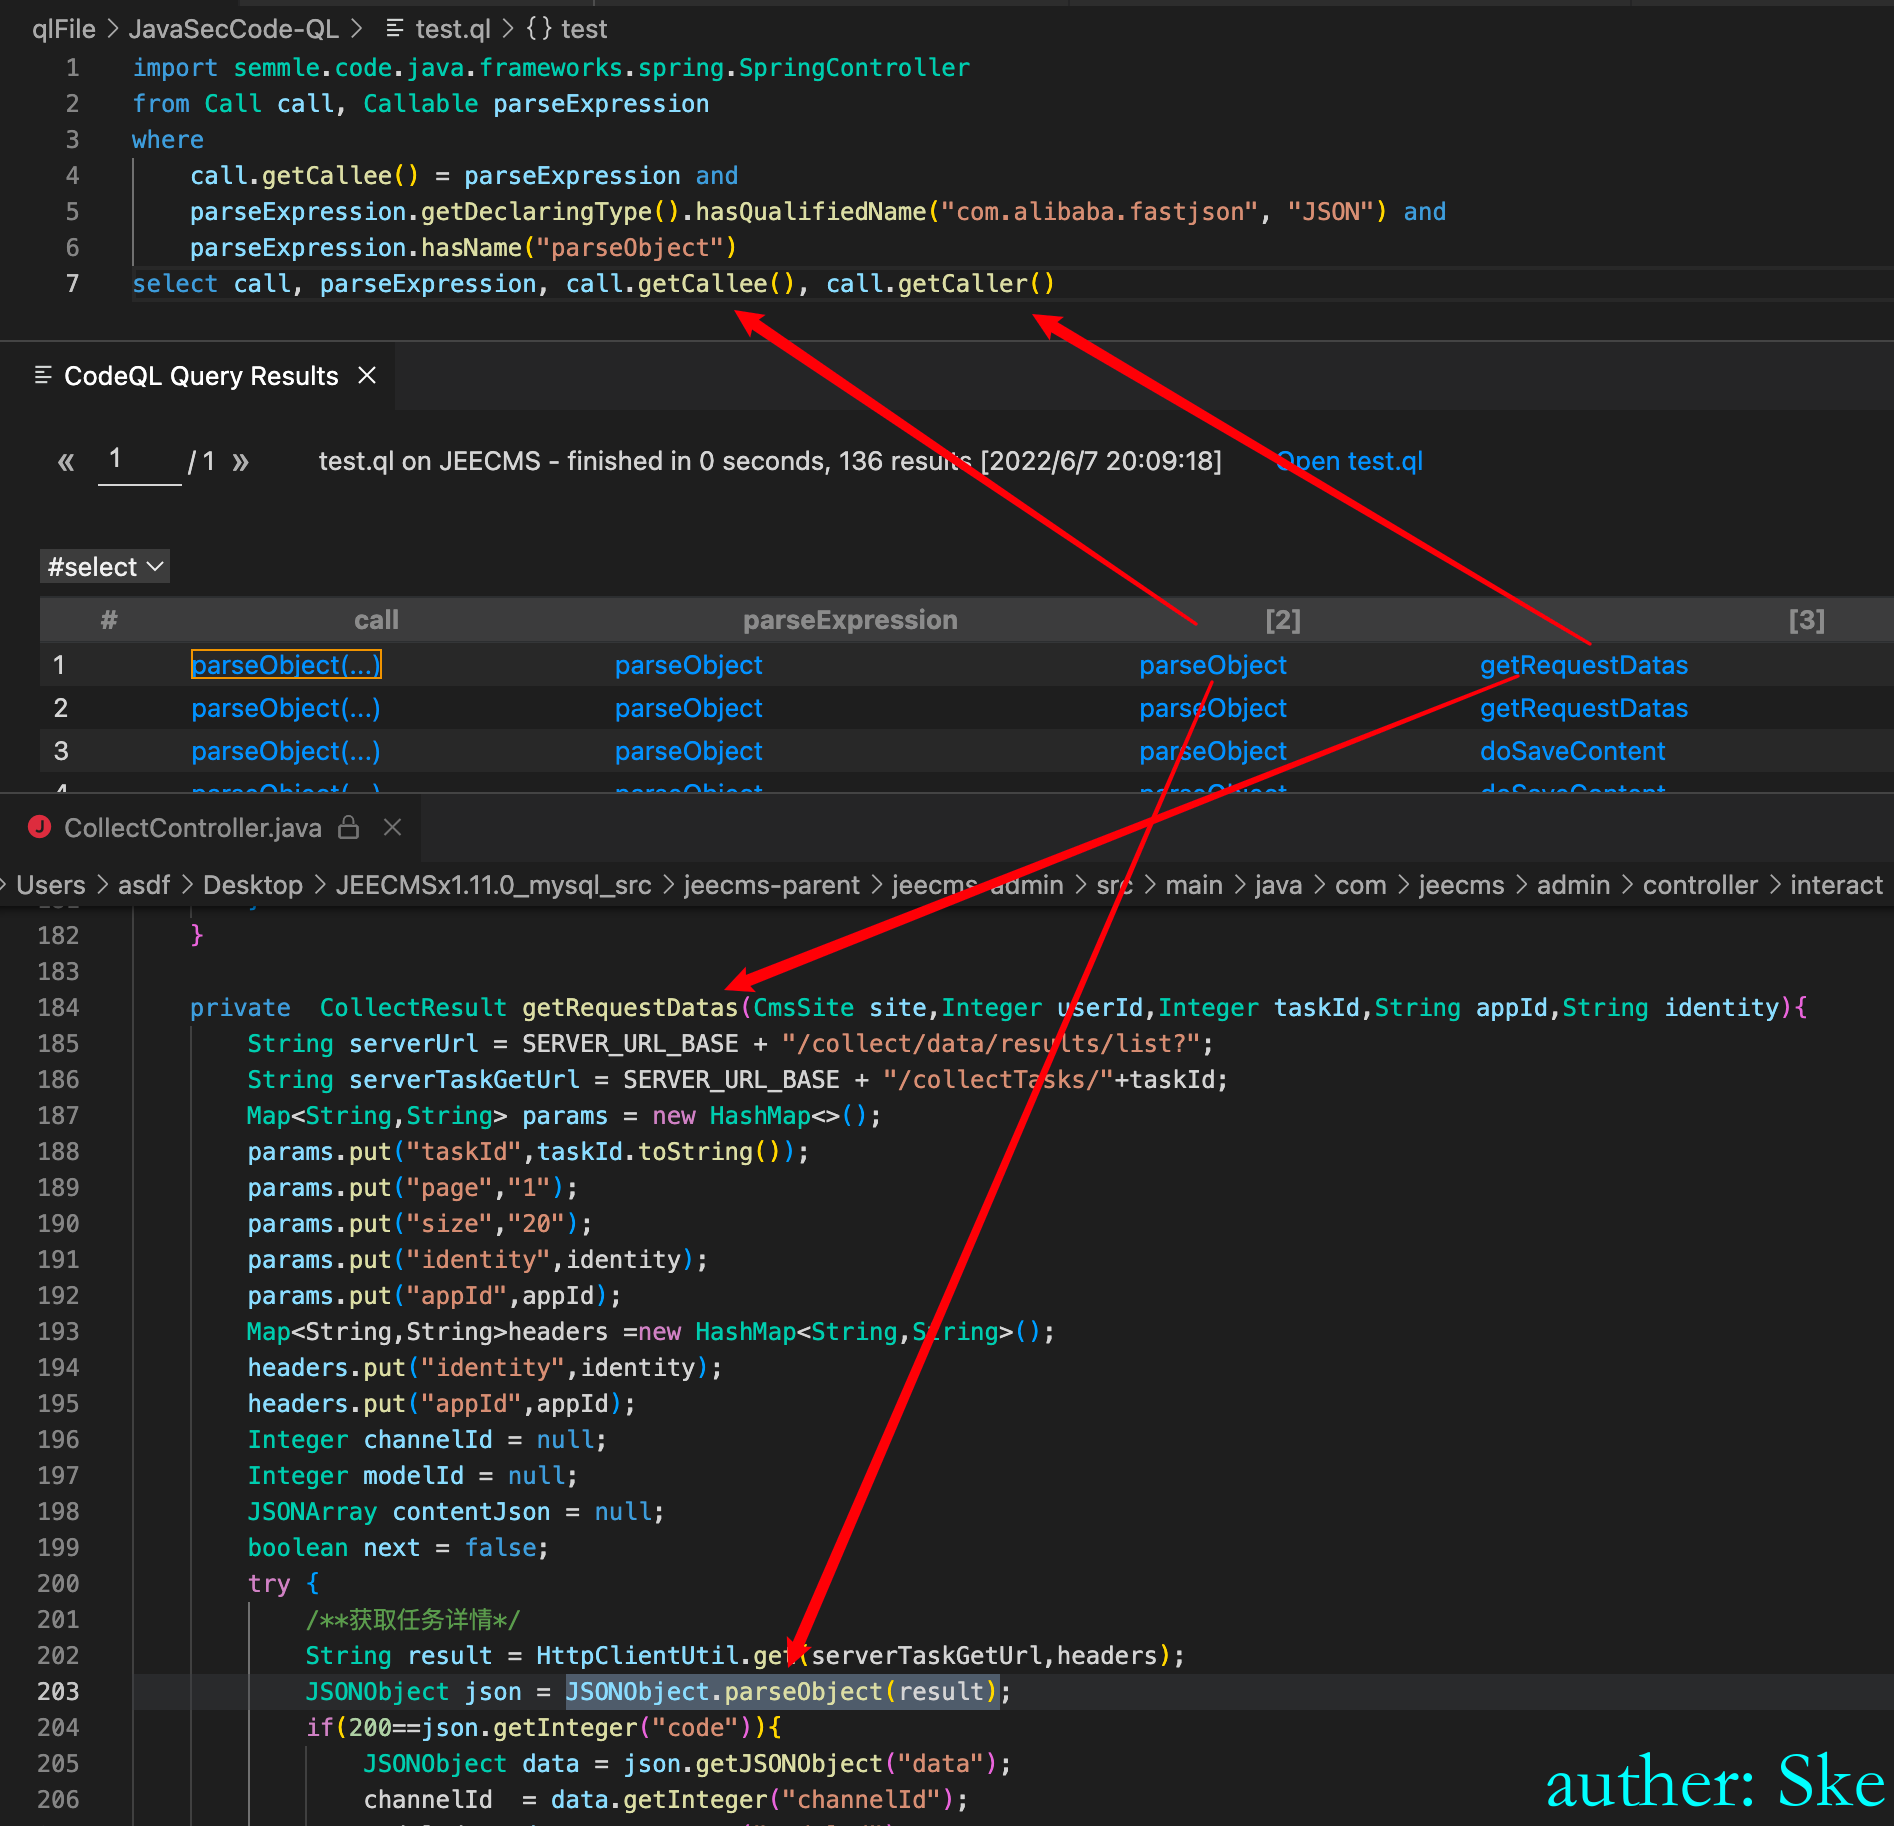 qlFile > JavaSecCode-QL > test.ql > {} test
1 import semmle.code.java.frameworks.spring.SpringController
2 from Call call, Callable parseExpression
3 where
4 call.getCallee() = parseExpression and
5 parseExpression.getDeclaringType().hasQualifiedName("com.alibaba.fastjson", "JSON") and
6 parseExpression.hasName("parseObject")
7 select call, parseExpression, call.getCallee(), call.getCaller()
CodeQL Query Results
« 1 / 1 » test.ql on JEECMS - finished in 0 seconds, 136 results [2022/6/7 20:09:18] Open test.ql
#select
# call parseExpression [2] [3]
1 parseObject(...) parseObject parseObject getRequestDatas
2 parseObject(...) parseObject parseObject getRequestDatas
3 parseObject(...) parseObject parseObject doSaveContent
4 parseObject(...) parseObject parseObject doSaveContent
J CollectController.java
> Users > asdf > Desktop > JEECMSx1.11.0_mysql_src > jeecms-parent > jeecms-admin > src > main > java > com > jeecms > admin > controller > interact
182 }
183
184 private  CollectResult getRequestDatas(CmsSite site,Integer userId,Integer taskId,String appId,String identity){
185 String serverUrl = SERVER_URL_BASE + "/collect/data/results/list?";
186 String serverTaskGetUrl = SERVER_URL_BASE + "/collectTasks/"+taskId;
187 Map<String,String> params = new HashMap<>();
188 params.put("taskId",taskId.toString());
189 params.put("page","1");
190 params.put("size","20");
191 params.put("identity",identity);
192 params.put("appId",appId);
193 Map<String,String>headers =new HashMap<String,String>();
194 headers.put("identity",identity);
195 headers.put("appId",appId);
196 Integer channelId = null;
197 Integer modelId = null;
198 JSONArray contentJson = null;
199 boolean next = false;
200 try {
201 /**获取任务详情*/
202 String result = HttpClientUtil.get(serverTaskGetUrl,headers);
203 JSONObject json = JSONObject.parseObject(result);
204 if(200==json.getInteger("code")){
205 JSONObject data = json.getJSONObject("data");
206 channelId  = data.getInteger("channelId");
auther: Ske